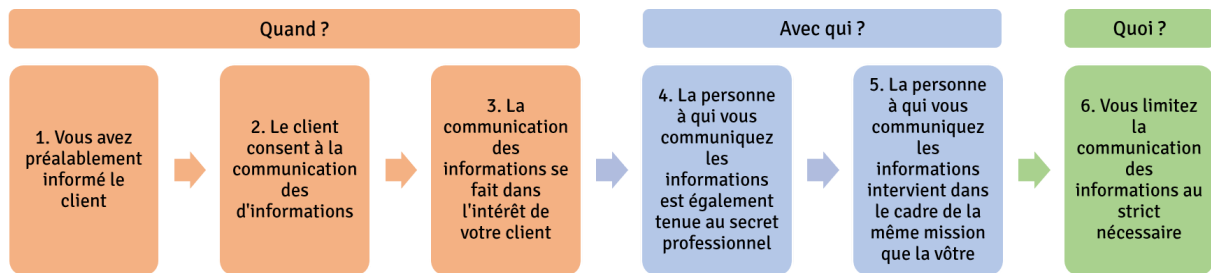 Quand ?
Avec qui ?
Quoi ?
1. Vous avez
préalablement
informé le
client
2. Le client
consent à la
communication
des
d'informations
3. La
communication
des
informations se
fait dans
l'intérêt de
votre client
4. La personne
à qui vous
communiquez
les
informations
est également
tenue au secret
professionnel
5. La personne
à qui vous
communiquez
les
informations
intervient dans
le cadre de la
même mission
que la vôtre
6. Vous limitez
la
communication
des
informations au
strict
nécessaire